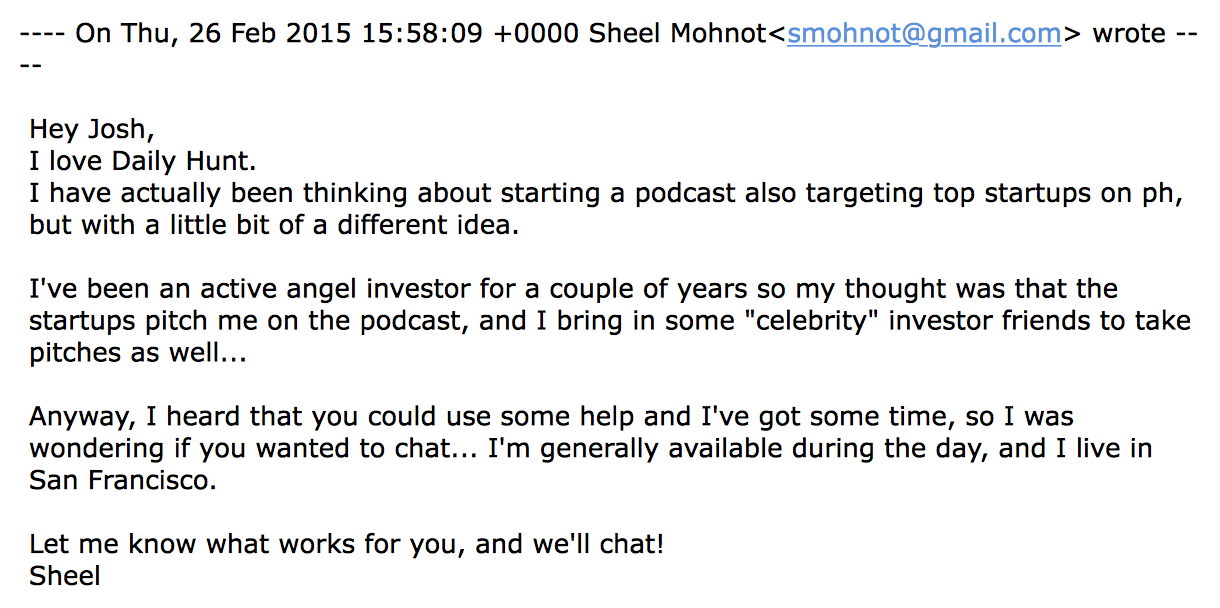 ---- On Thu, 26 Feb 2015 15:58:09 +0000 Sheel Mohnot<smohnot@gmail.com> wrote --
--
Hey Josh,
I love Daily Hunt.
I have actually been thinking about starting a podcast also targeting top startups on ph,
but with a little bit of a different idea.
I've been an active angel investor for a couple of years so my thought was that the
startups pitch me on the podcast, and I bring in some "celebrity" investor friends to take
pitches as well...
Anyway, I heard that you could use some help and I've got some time, so I was
wondering if you wanted to chat... I'm generally available during the day, and I live in
San Francisco.
Let me know what works for you, and we'll chat!
Sheel